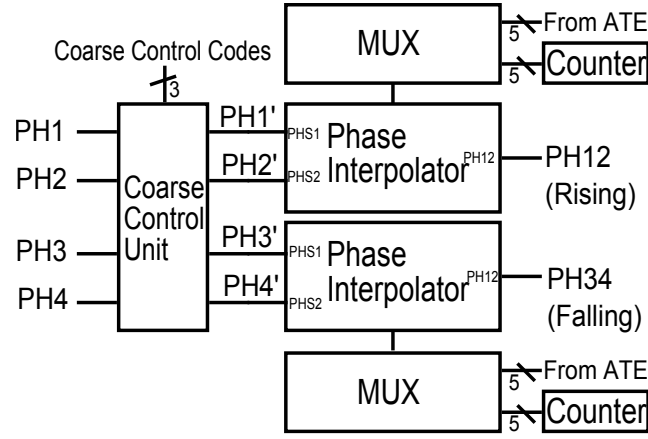 MUX
5
From ATE
5
Counter
Coarse Control Codes
3
PH1
PH2
PH3
PH4
Coarse
Control
Unit
PH1'
PH2'
PH3'
PH4'
PHS1
PHS2
Phase
Interpolator
PH12
PH12
(Rising)
PHS1
PHS2
Phase
Interpolator
PH12
PH34
(Falling)
MUX
5
From ATE
5
Counter